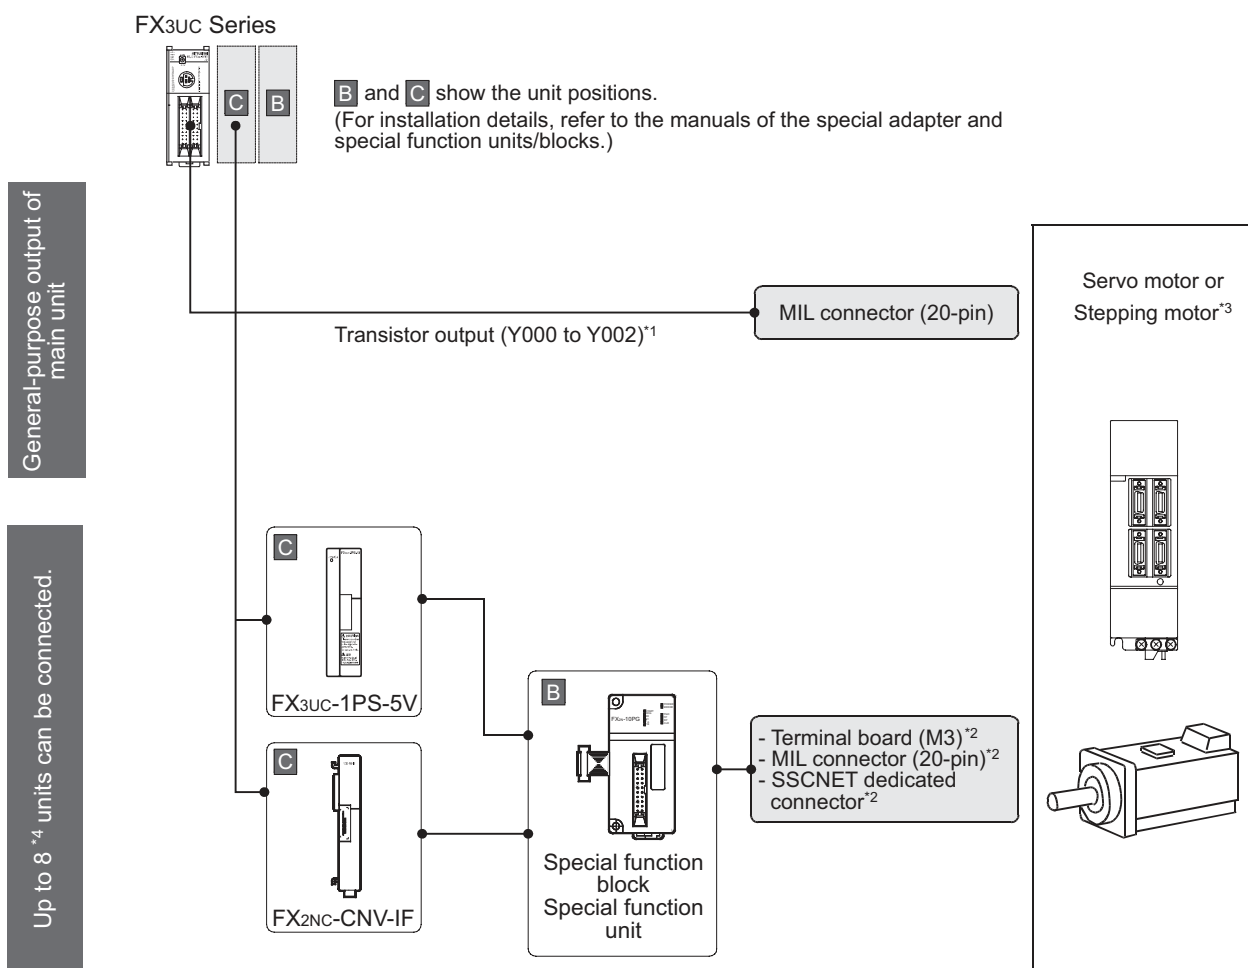 FX3UC Series
C
B
B and C show the unit positions.
(For installation details, refer to the manuals of the special adapter and
special function units/blocks.)
General-purpose output of
main unit
Transistor output (Y000 to Y002)*1
MIL connector (20-pin)
Servo motor or
Stepping motor*3
Up to 8 *4 units can be connected.
C
FX3UC-1PS-5V
C
FX2NC-CNV-IF
B
FX2N-10PG
Special function
block
Special function
unit
- Terminal board (M3)*2
- MIL connector (20-pin)*2
- SSCNET dedicated
connector*2